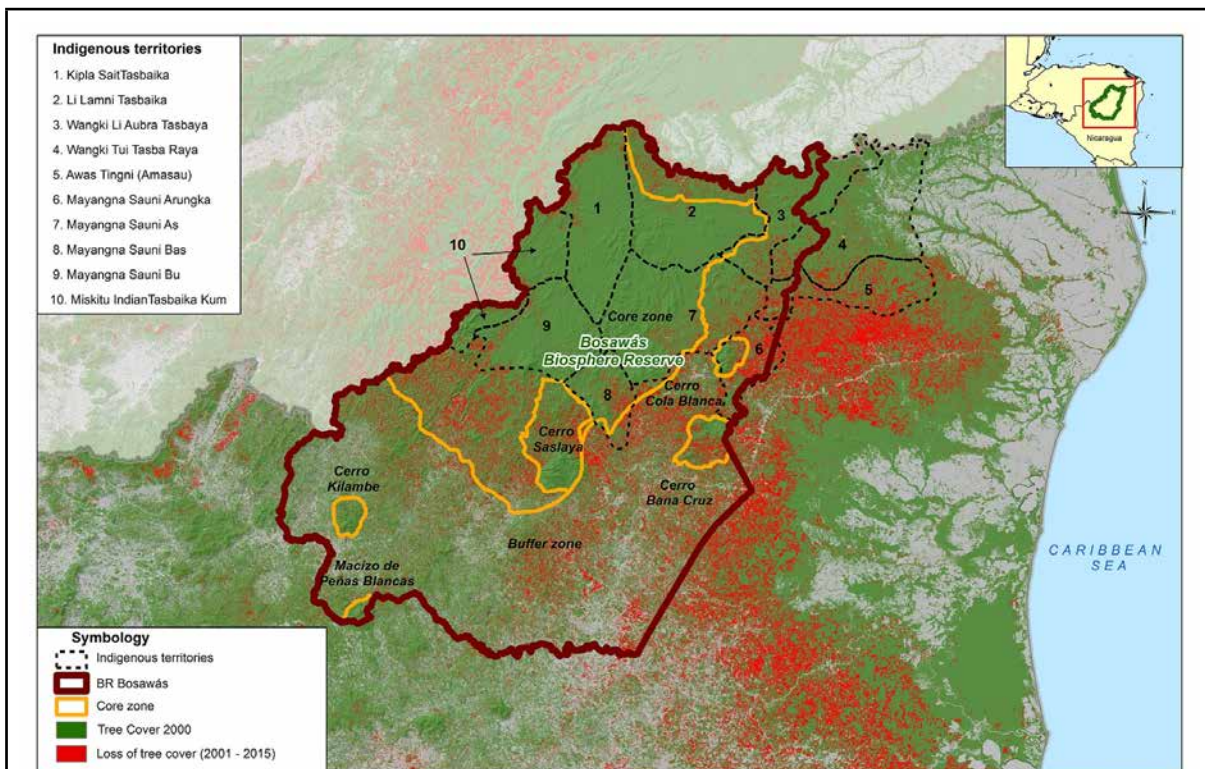 Indigenous territories
1. Kipla SaitTasbaika
2. Li Lamni Tasbaika
3. Wangki Li Aubra Tasbaya
4. Wangki Tui Tasba Raya
5. Awas Tingni (Amasau)
6. Mayangna Sauni Arungka
7. Mayangna Sauni As
8. Mayangna Sauni Bas
9. Mayangna Sauni Bu
10. Miskitu IndianTasbaika Kum
Nicaragua
N
1
2
3
10
4
5
7
9
Core zone
Bosawás
Biosphere Reserve
6
8
Cerro
Cola Blanca
Cerro
Saslaya
Cerro
Kilambe
Cerro
Bana Cruz
Buffer zone
Macizo de
Peñas Blancas
CARIBBEAN
SEA
Symbology
Indigenous territories
BR Bosawás
Core zone
Tree Cover 2000
Loss of tree cover (2001 - 2015)